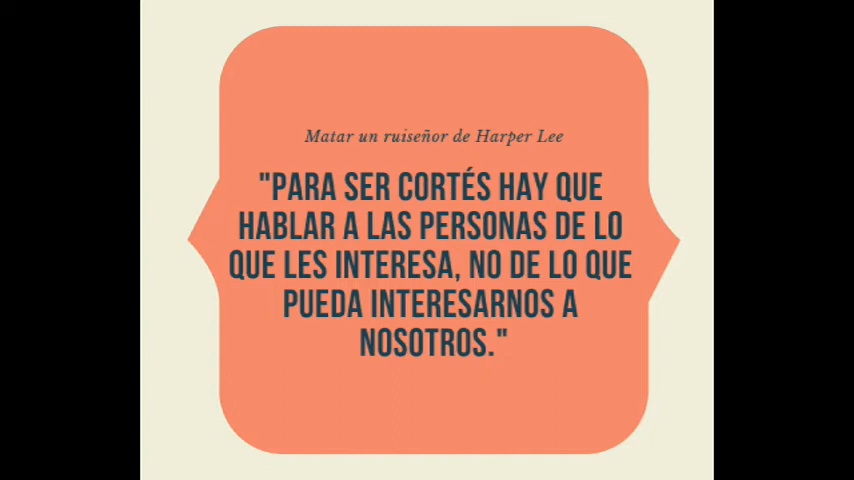 Matar un ruiseñor de Harper Lee
"PARA SER CORTÉS HAY QUE
HABLAR A LAS PERSONAS DE LO
QUE LES INTERESA, NO DE LO QUE
PUEDA INTERESARNOS A
NOSOTROS."